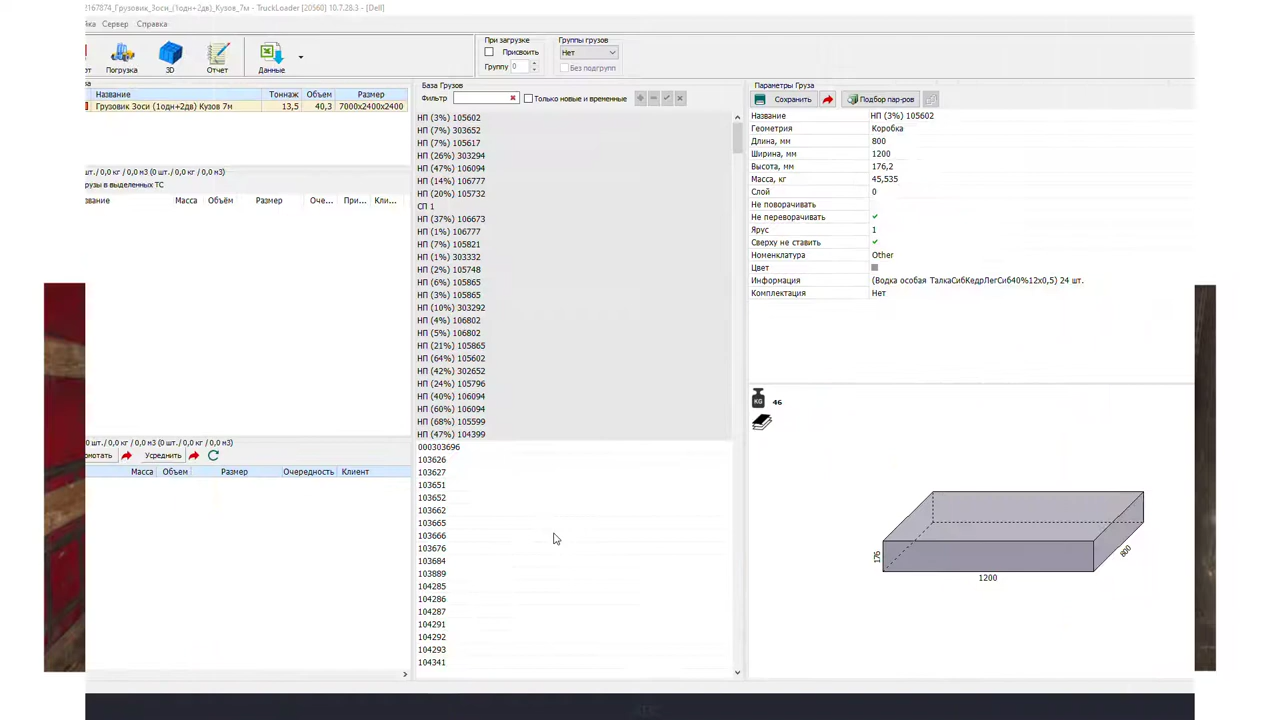 2167874_Грузовик_Зоси_(1одн+2дв)_Кузов_7м - TruckLoader [20560] 10.7.28.3 - [Dell]
йка Сервер Справка
рт Погрузка 3D Отчет Данные
При загрузке
Присвоить
Группу 0
Группы грузов
Нет
Без подгрупп
Название Тоннаж Объем Размер
Грузовик Зоси (1одн+2дв) Кузов 7м 13,5 40,3 7000x2400x2400
шт./ 0,0 кг / 0,0 м3 (0 шт./ 0,0 кг / 0,0 м3)
рузы в выделенных ТС
звание Масса Объём Размер Оче... При... Кли...
0 шт./ 0,0 кг / 0,0 м3 (0 шт./ 0,0 кг / 0,0 м3)
омотать Усреднить
Масса Объем Размер Очередность Клиент
База Грузов
Фильтр Только новые и временные
НП (3%) 105602
НП (7%) 303652
НП (7%) 105617
НП (26%) 303294
НП (47%) 106094
НП (14%) 106777
НП (20%) 105732
СП 1
НП (37%) 106673
НП (1%) 106777
НП (7%) 105821
НП (1%) 303332
НП (2%) 105748
НП (6%) 105865
НП (3%) 105865
НП (10%) 303292
НП (4%) 106802
НП (5%) 106802
НП (21%) 105865
НП (64%) 105602
НП (42%) 302652
НП (24%) 105796
НП (40%) 106094
НП (60%) 106094
НП (68%) 105599
НП (47%) 104399
000303696
103626
103627
103651
103652
103662
103665
103666
103676
103684
103889
104285
104286
104287
104291
104292
104293
104341
Параметры Груза
Сохранить Подбор пар-ров
Название НП (3%) 105602
Геометрия Коробка
Длина, мм 800
Ширина, мм 1200
Высота, мм 176,2
Масса, кг 45,535
Слой 0
Не поворачивать
Не переворачивать
Ярус 1
Сверху не ставить
Номенклатура Other
Цвет
Информация (Водка особая ТалкаСибКедрЛегСиб40%12x0,5) 24 шт.
Комплектация Нет
KG 46
176
1200
800